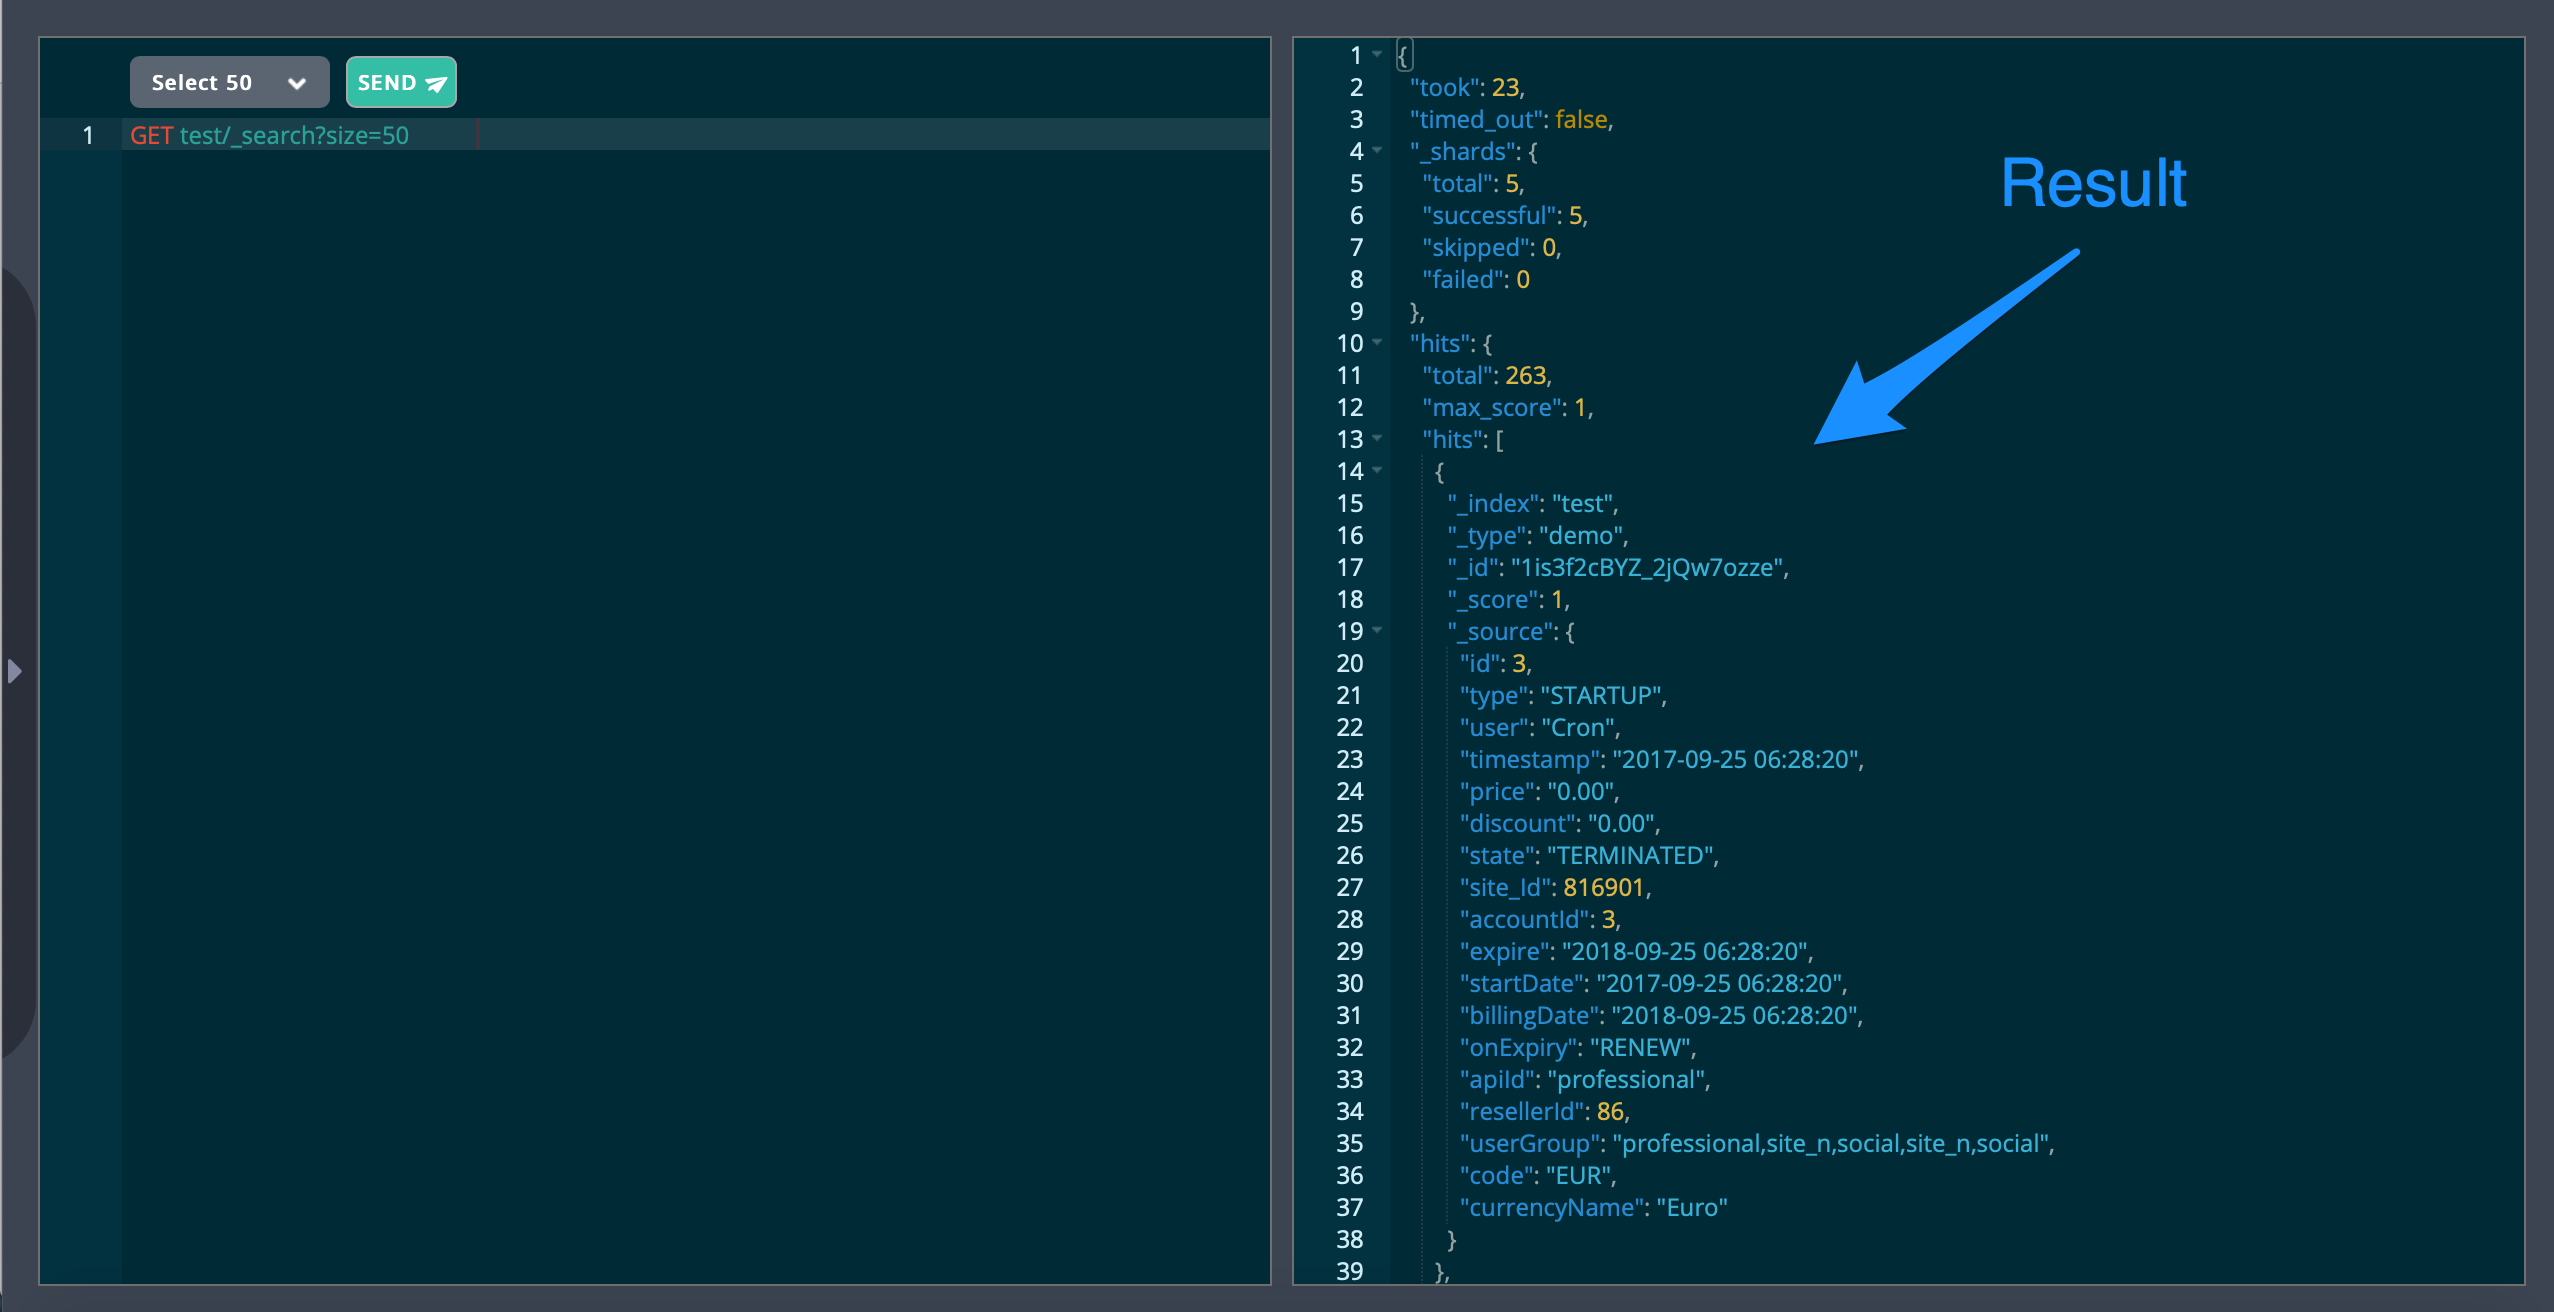 Select 50
SEND
1 GET test/_search?size=50
Result
1 {
2 "took": 23,
3 "timed_out": false,
4 "_shards": {
5 "total": 5,
6 "successful": 5,
7 "skipped": 0,
8 "failed": 0
9 },
10 "hits": {
11 "total": 263,
12 "max_score": 1,
13 "hits": [
14 {
15 "_index": "test",
16 "_type": "demo",
17 "_id": "1is3f2cBYZ_2jQw7ozze",
18 "_score": 1,
19 "_source": {
20 "id": 3,
21 "type": "STARTUP",
22 "user": "Cron",
23 "timestamp": "2017-09-25 06:28:20",
24 "price": "0.00",
25 "discount": "0.00",
26 "state": "TERMINATED",
27 "site_Id": 816901,
28 "accountId": 3,
29 "expire": "2018-09-25 06:28:20",
30 "startDate": "2017-09-25 06:28:20",
31 "billingDate": "2018-09-25 06:28:20",
32 "onExpiry": "RENEW",
33 "apiId": "professional",
34 "resellerId": 86,
35 "userGroup": "professional,site_n,social,site_n,social",
36 "code": "EUR",
37 "currencyName": "Euro"
38 }
39 },